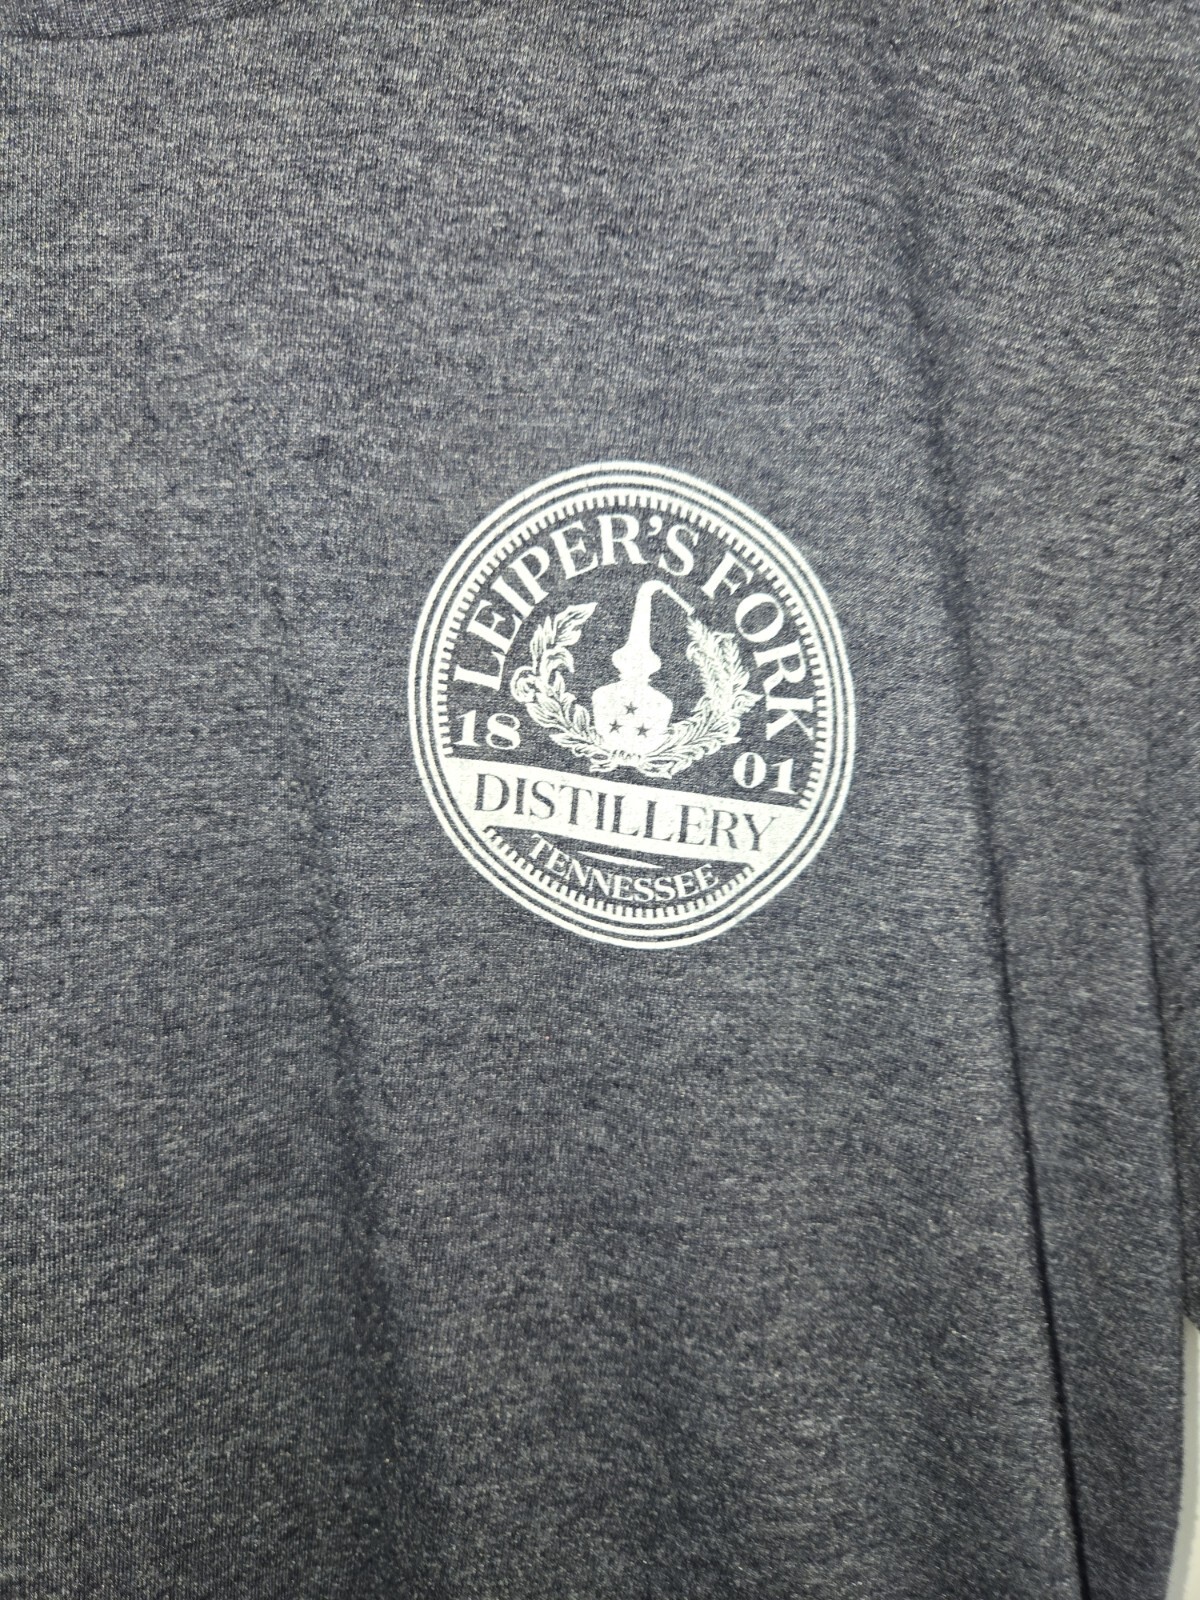 LEIPER'S FORK
18 01
DISTILLERY
TENNESSEE